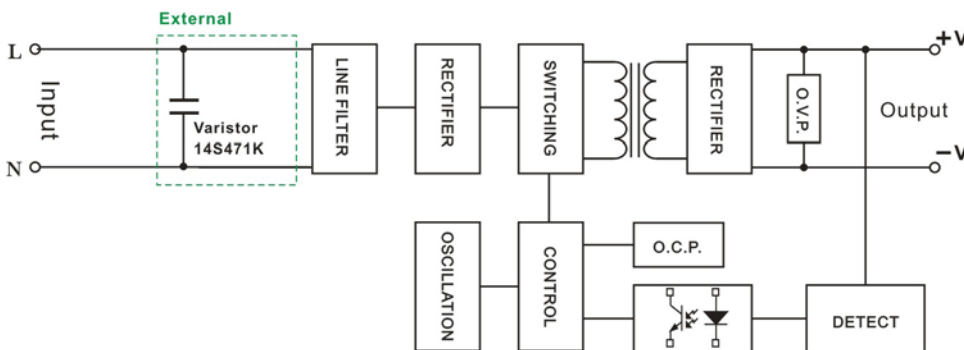 External
L
N
Input
Varistor
14S471K
LINE FILTER
RECTIFIER
SWITCHING
RECTIFIER
O.V.P.
+V
Output
−V
OSCILLATION
CONTROL
O.C.P.
DETECT